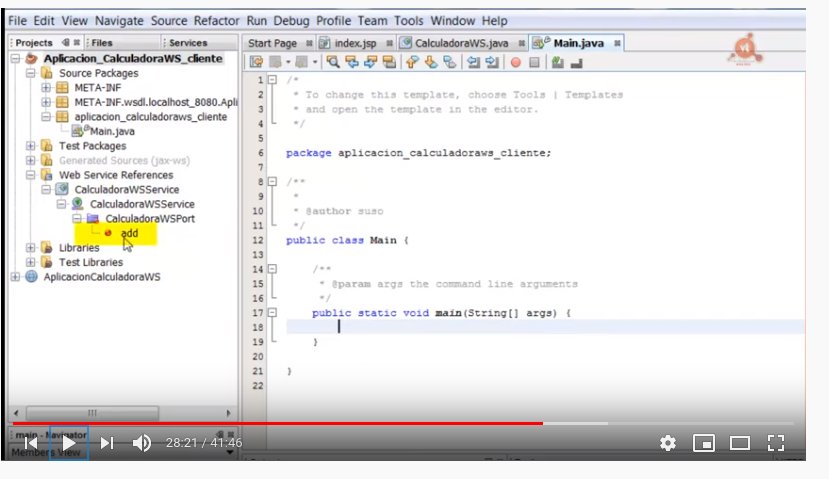 File Edit View Navigate Source Refactor Run Debug Profile Team Tools Window Help
Projects Files Services
Start Page index.jsp CalculadoraWS.java Main.java
Aplicacion_CalculadoraWS_cliente
Source Packages
META-INF
META-INF.wsdl.localhost_8080.Apli
aplicacion_calculadoraws_cliente
Main.java
Test Packages
Generated Sources (jax-ws)
Web Service References
CalculadoraWSService
CalculadoraWSService
CalculadoraWSPort
add
Libraries
Test Libraries
AplicacionCalculadoraWS
1 /*
2 * To change this template, choose Tools | Templates
3 * and open the template in the editor.
4 */
5
6 package aplicacion_calculadoraws_cliente;
7
8 /**
9 *
10 * @author suso
11 */
12 public class Main {
13
14 /**
15 * @param args the command line arguments
16 */
17 public static void main(String[] args) {
18
19 }
20
21 }
22
main - Navigator
28:21 / 41:46
Members View